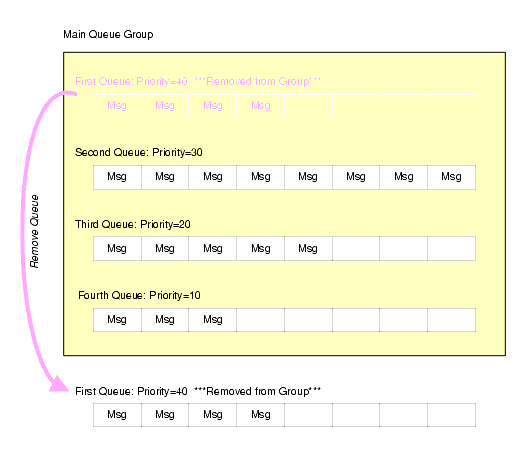 Main Queue Group
First Queue: Priority=40 ***Removed from Group***
Msg Msg Msg Msg
Second Queue: Priority=30
Msg Msg Msg Msg Msg Msg Msg Msg
Remove Queue
Third Queue: Priority=20
Msg Msg Msg Msg Msg
Fourth Queue: Priority=10
Msg Msg Msg
First Queue: Priority=40 ***Removed from Group***
Msg Msg Msg Msg